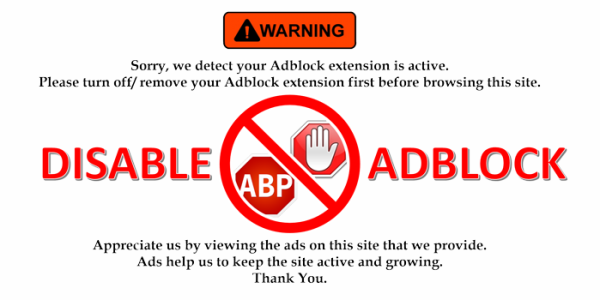 WARNING
Sorry, we detect your Adblock extension is active.
Please turn off/ remove your Adblock extension first before browsing this site.
DISABLE ABP ADBLOCK
Appreciate us by viewing the ads on this site that we provide.
Ads help us to keep the site active and growing.
Thank You.